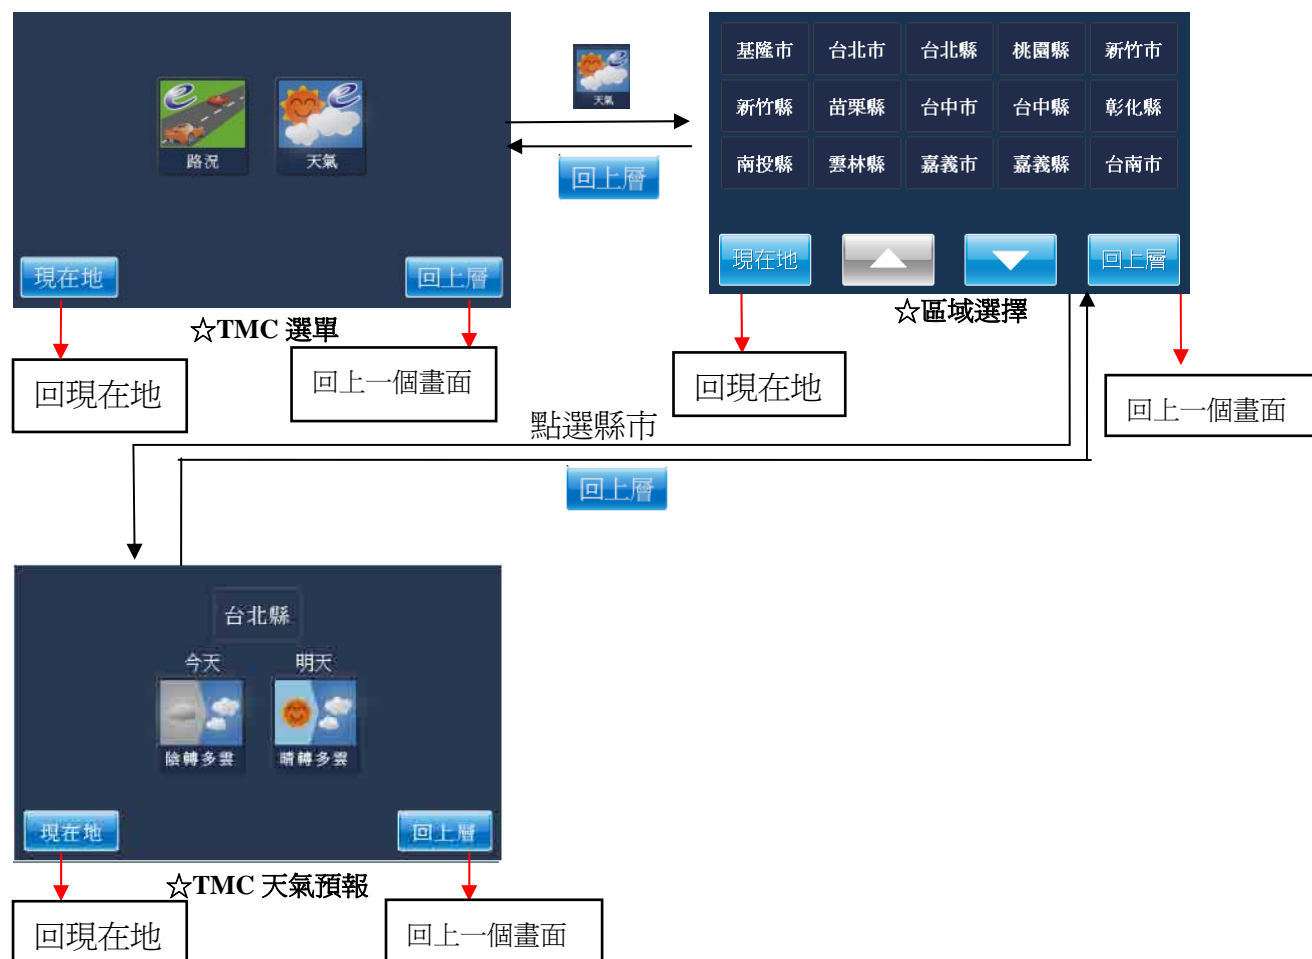 路況
天氣
現在地
回上層
☆TMC 選單
回現在地
回上一個畫面
天氣
回上層
基隆市 台北市 台北縣 桃園縣 新竹市
新竹縣 苗栗縣 台中市 台中縣 彰化縣
南投縣 雲林縣 嘉義市 嘉義縣 台南市
現在地
回上層
☆區域選擇
回現在地
回上一個畫面
點選縣市
回上層
台北縣
今天 明天
陰轉多雲 晴轉多雲
現在地
回上層
☆TMC 天氣預報
回現在地
回上一個畫面